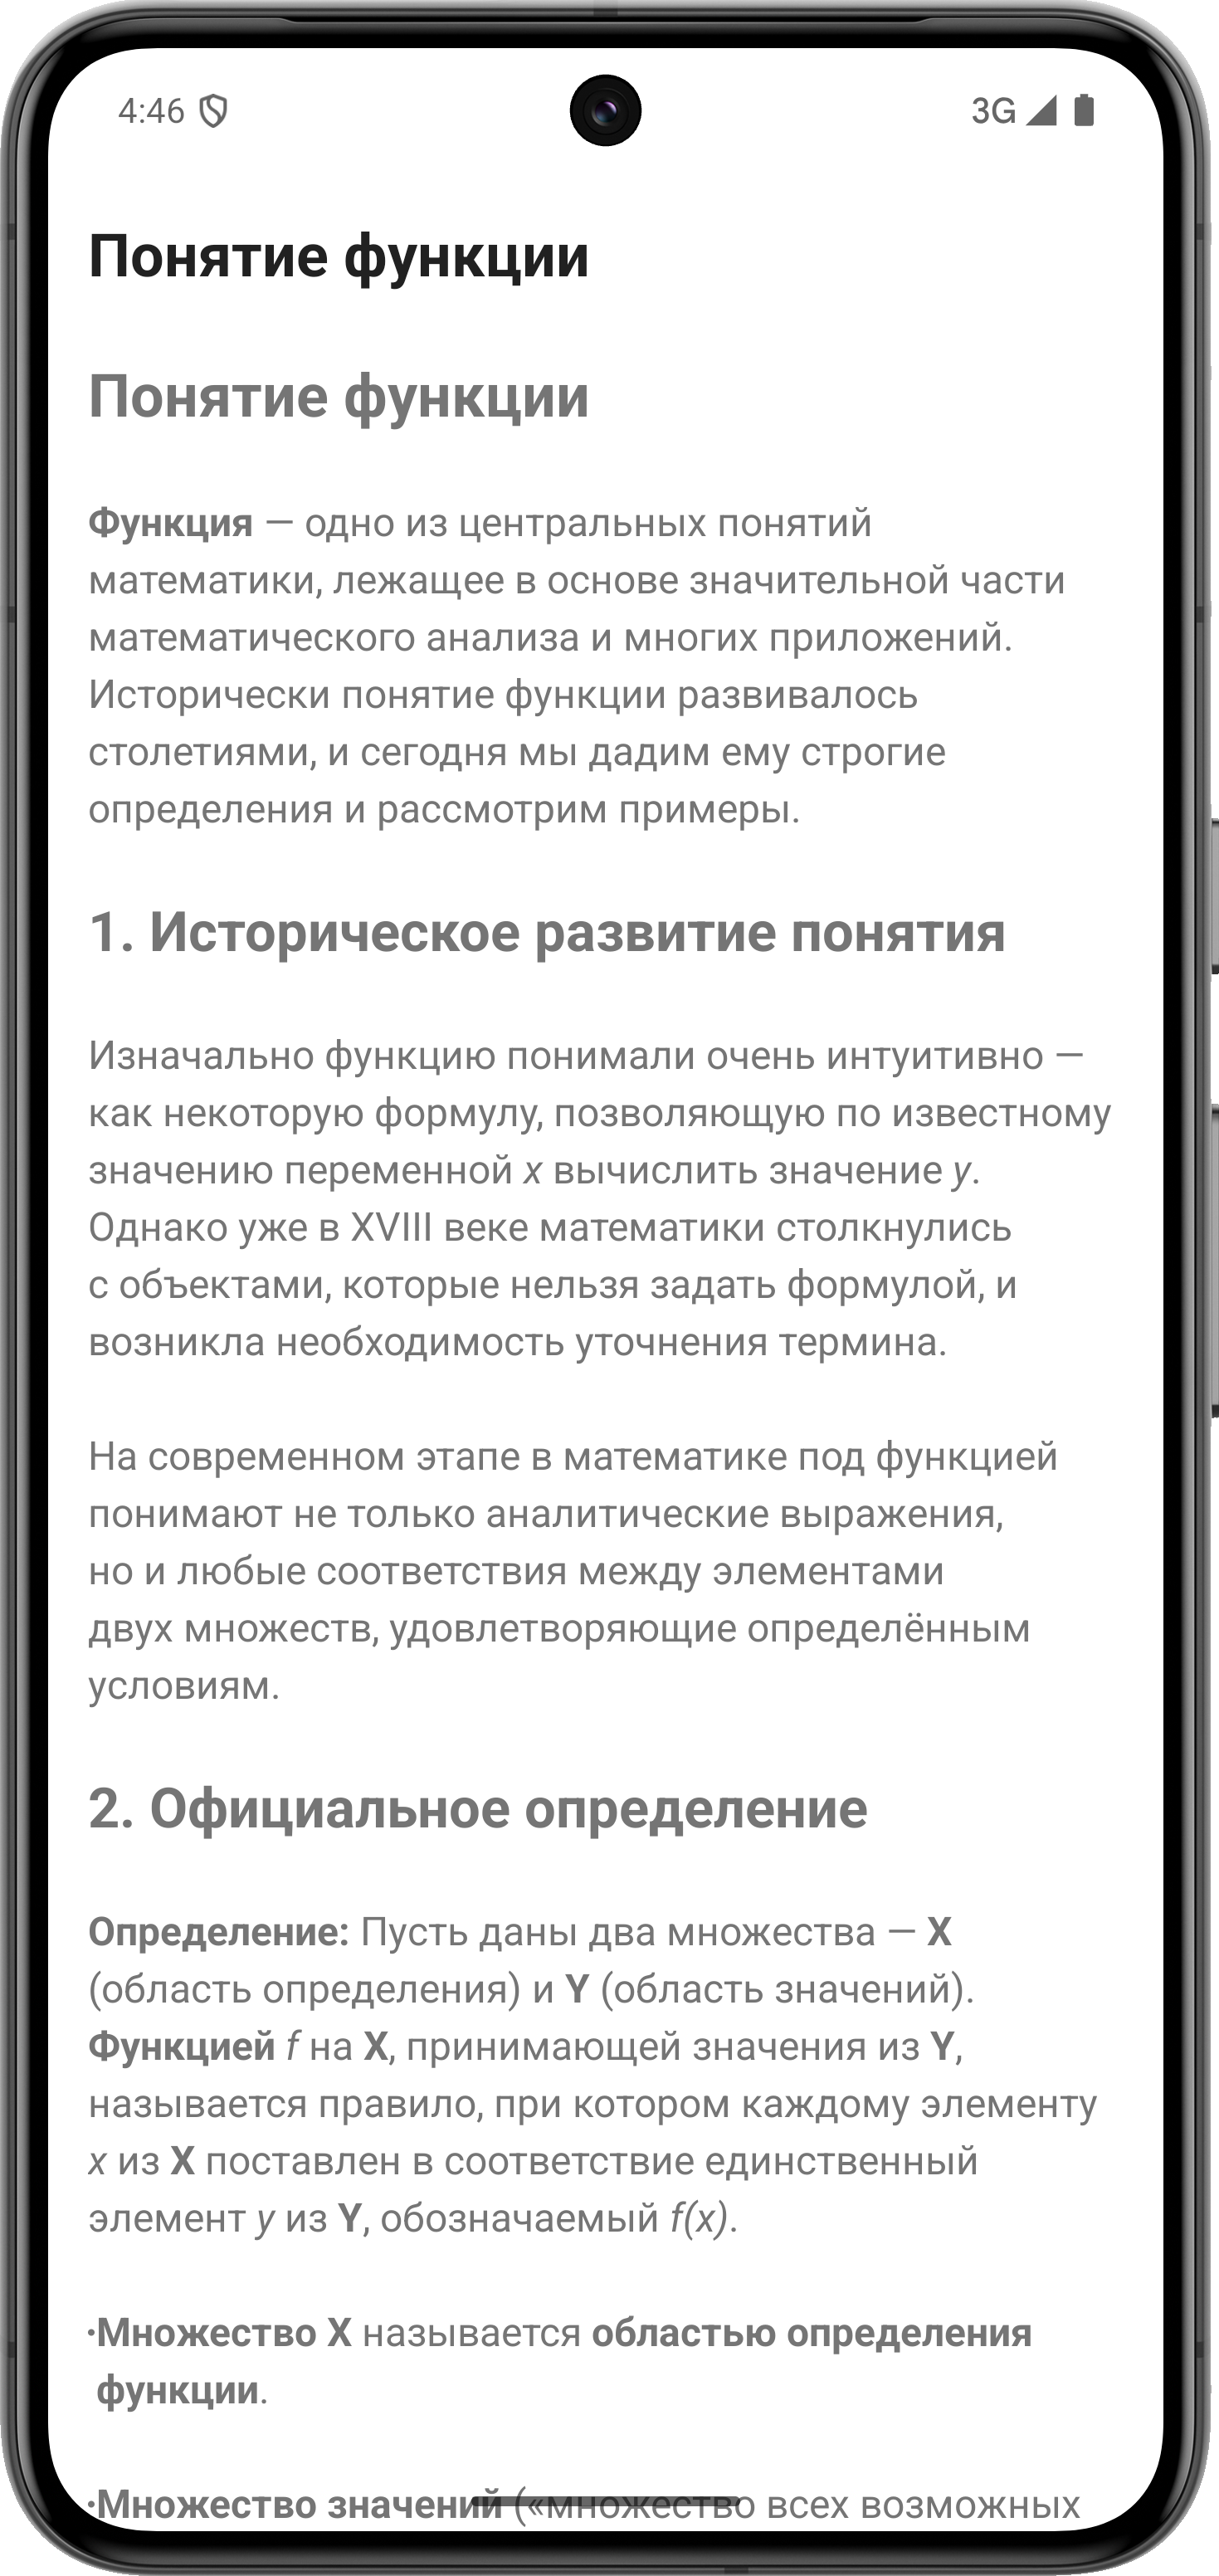 4:46 3G
Понятие функции
Понятие функции
Функция — одно из центральных понятий
математики, лежащее в основе значительной части
математического анализа и многих приложений.
Исторически понятие функции развивалось
столетиями, и сегодня мы дадим ему строгие
определения и рассмотрим примеры.
1. Историческое развитие понятия
Изначально функцию понимали очень интуитивно —
как некоторую формулу, позволяющую по известному
значению переменной x вычислить значение y.
Однако уже в XVIII веке математики столкнулись
с объектами, которые нельзя задать формулой, и
возникла необходимость уточнения термина.
На современном этапе в математике под функцией
понимают не только аналитические выражения,
но и любые соответствия между элементами
двух множеств, удовлетворяющие определённым
условиям.
2. Официальное определение
Определение: Пусть даны два множества — X
(область определения) и Y (область значений).
Функцией f на X, принимающей значения из Y,
называется правило, при котором каждому элементу
x из X поставлен в соответствие единственный
элемент y из Y, обозначаемый f(x).
·Множество X называется областью определения
функции.
·Множество значений («множество всех возможных